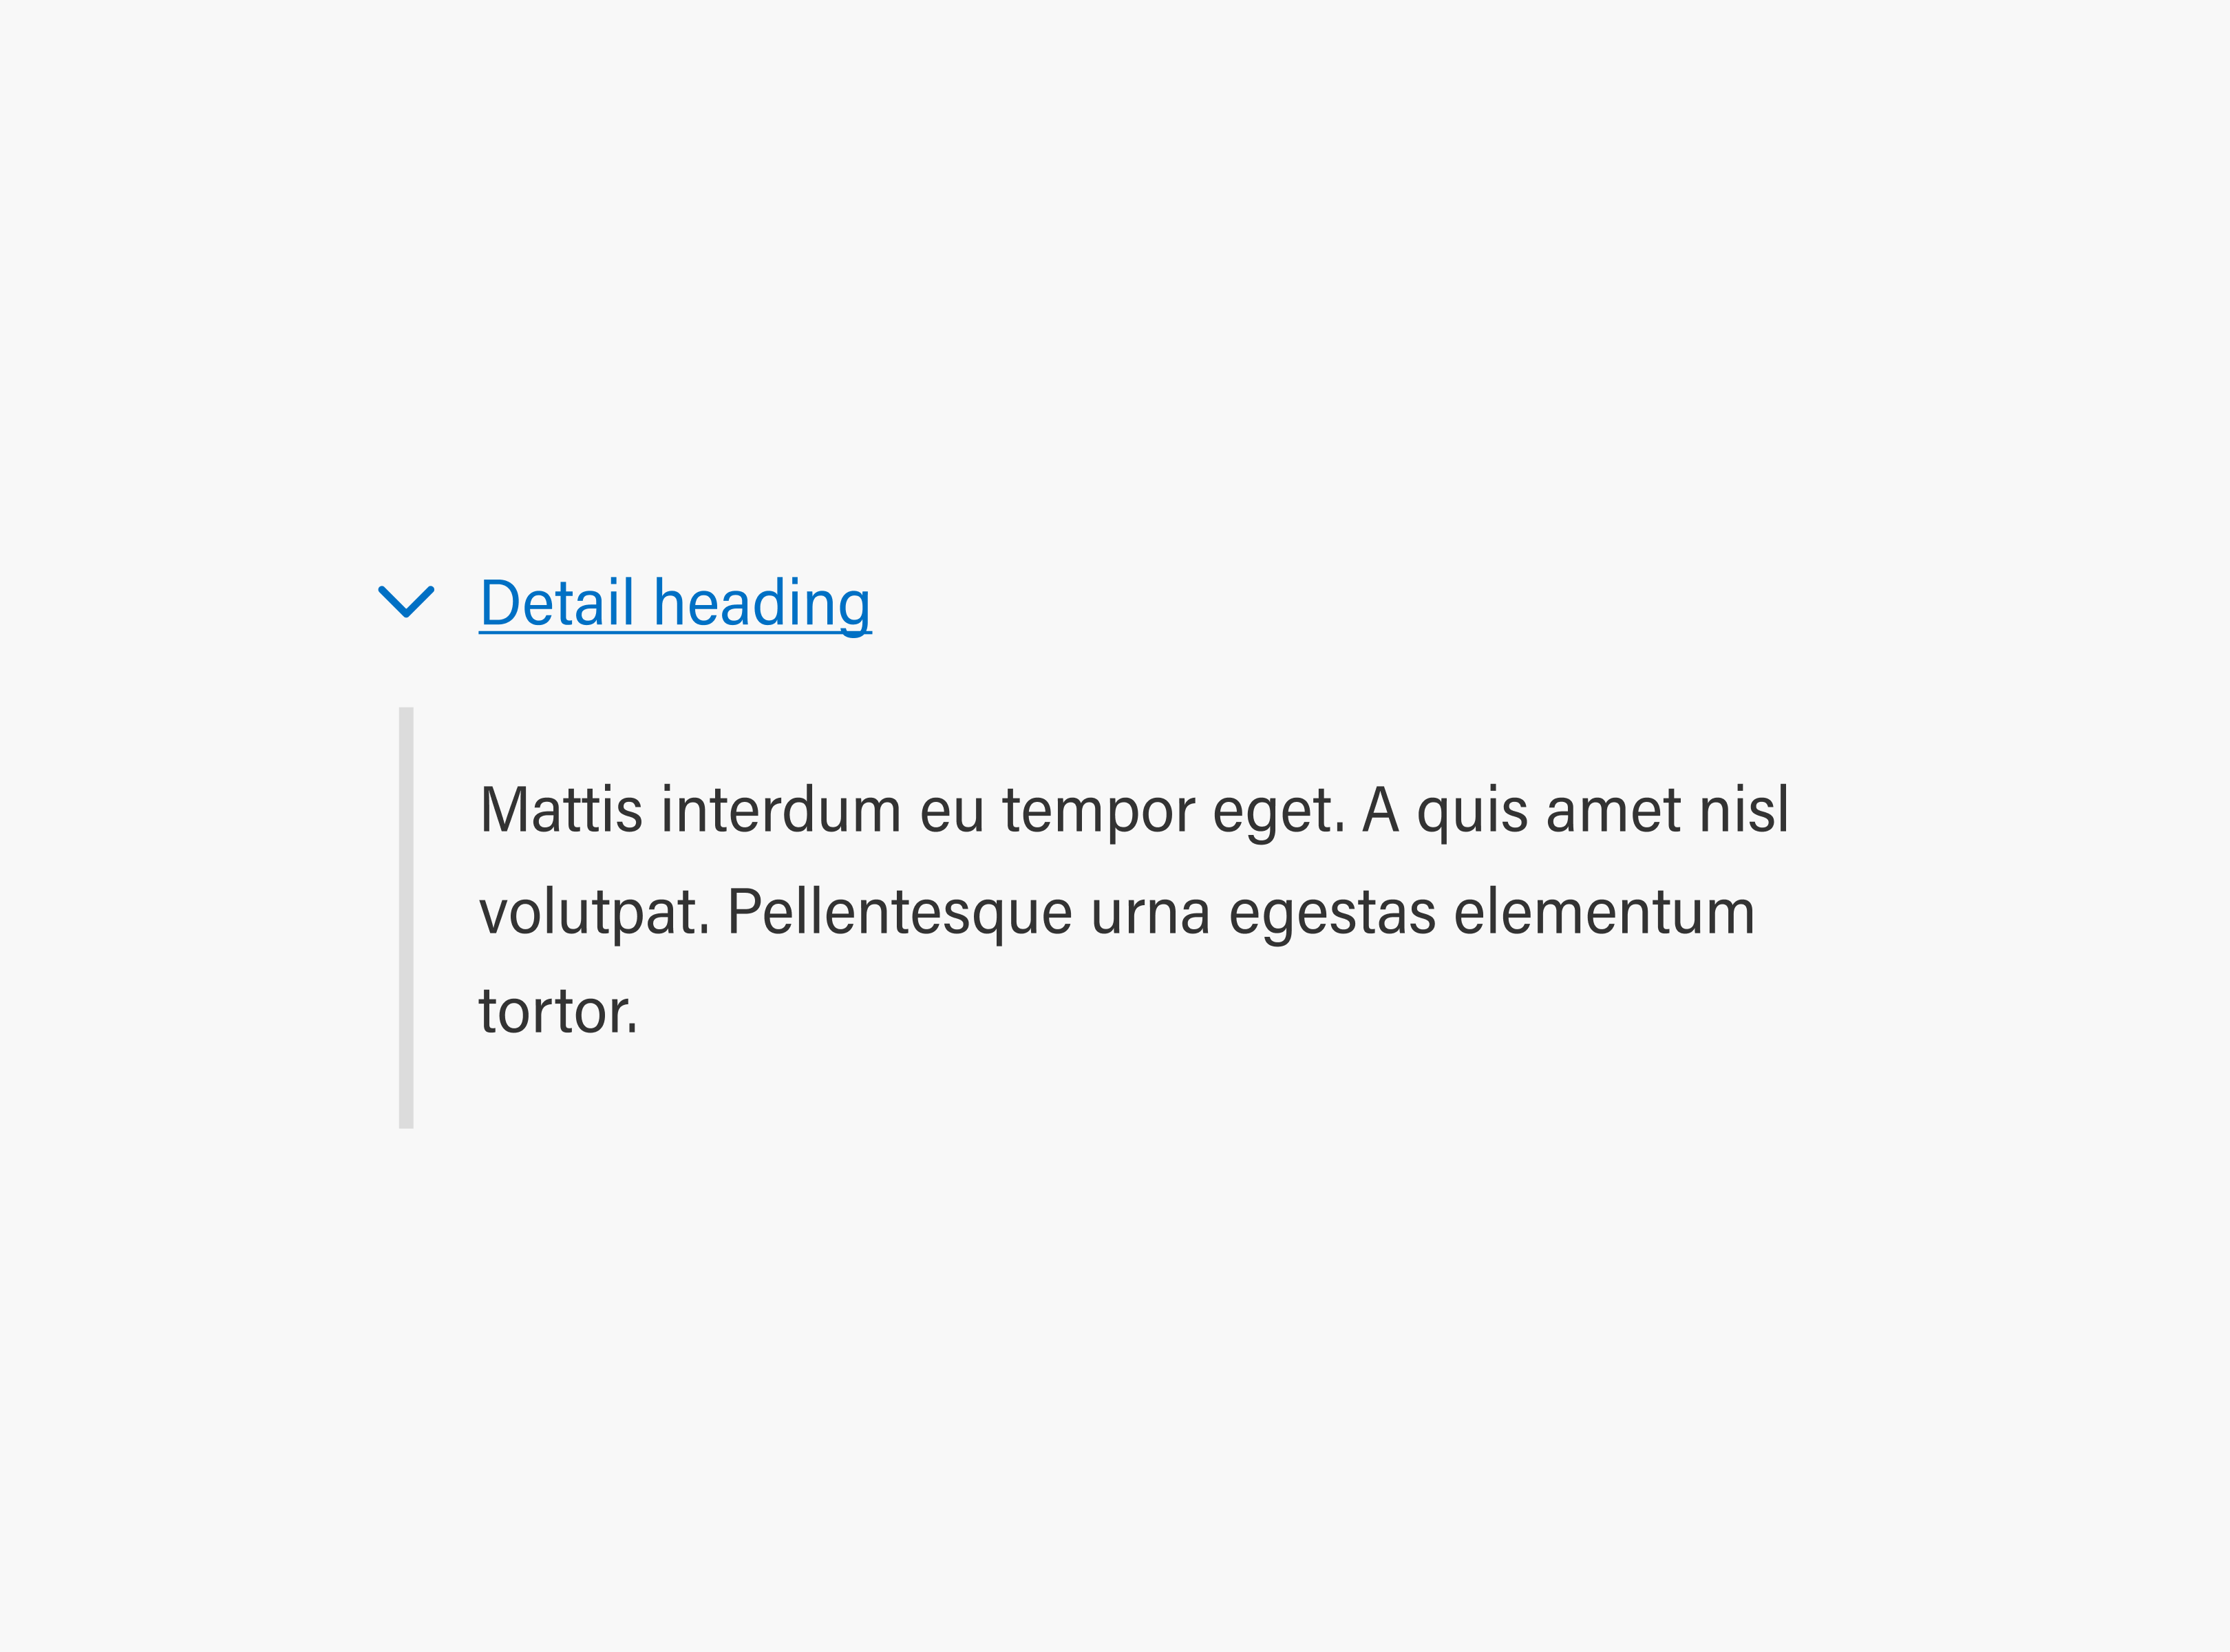 Detail heading
Mattis interdum eu tempor eget. A quis amet nisl
volutpat. Pellentesque urna egestas elementum
tortor.